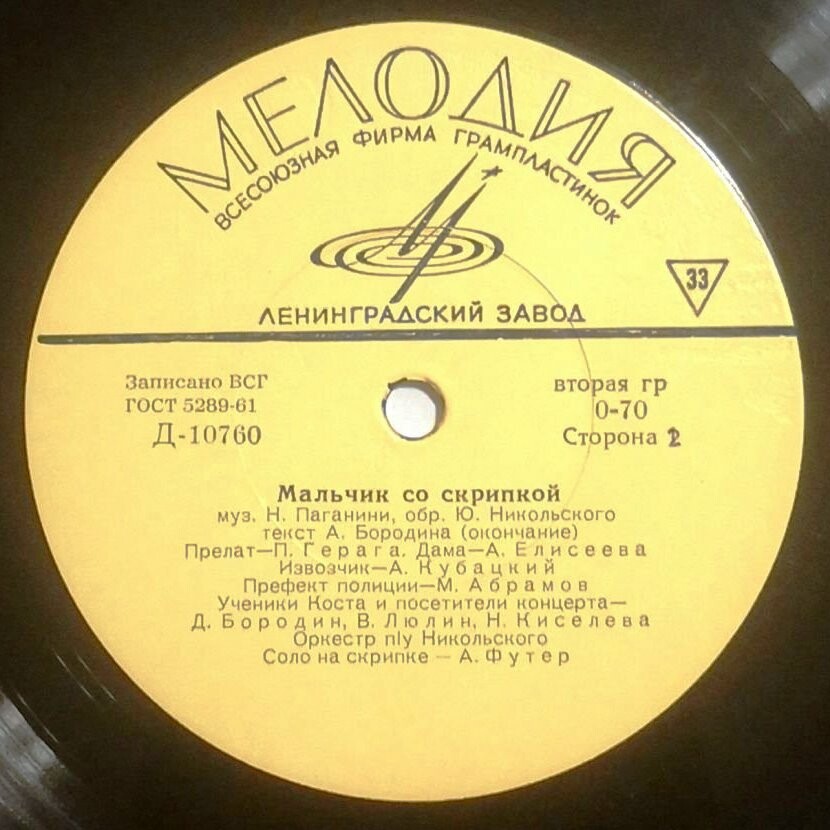 МЕЛОДИЯ
ВСЕСОЮЗНАЯ ФИРМА ГРАМПЛАСТИНОК
33
ЛЕНИНГРАДСКИЙ ЗАВОД
Записано ВСГ
ГОСТ 5289-61
Д-10760
вторая гр
0-70
Сторона 2
Мальчик со скрипкой
муз. Н. Паганини, обр. Ю. Никольского
текст А. Бородина (окончание)
Прелат—П. Герага. Дама—А. Елисеева
Извозчик—А. Кубацкий
Префект полиции—М. Абрамов
Ученики Коста и посетители концерта—
Д. Бородин, В. Люлин, Н. Киселева
Оркестр п/у Никольского
Соло на скрипке — А. Футер